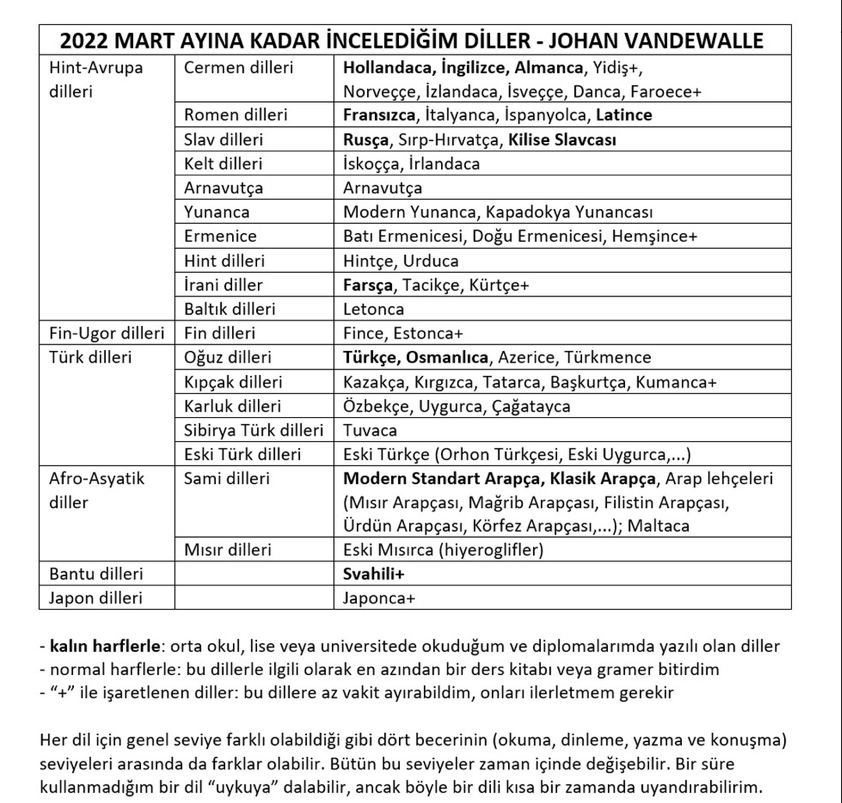 2022 MART AYINA KADAR İNCELEDİĞİM DİLLER - JOHAN VANDEWALLE
Hint-Avrupa dilleri
Cermen dilleri
Hollandaca, İngilizce, Almanca, Yidiş+,
Norveççe, İzlandaca, İsveççe, Danca, Faroece+
Romen dilleri
Fransızca, İtalyanca, İspanyolca, Latince
Slav dilleri
Rusça, Sırp-Hırvatça, Kilise Slavcası
Kelt dilleri
İskoçça, İrlandaca
Arnavutça
Arnavutça
Yunanca
Modern Yunanca, Kapadokya Yunancası
Ermenice
Batı Ermenicesi, Doğu Ermenicesi, Hemşince+
Hint dilleri
Hintçe, Urduca
İrani diller
Farsça, Tacikçe, Kürtçe+
Baltık dilleri
Letonca
Fin-Ugor dilleri
Fin dilleri
Fince, Estonca+
Türk dilleri
Oğuz dilleri
Türkçe, Osmanlıca, Azerice, Türkmence
Kıpçak dilleri
Kazakça, Kırgızca, Tatarca, Başkurtça, Kumanca+
Karluk dilleri
Özbekçe, Uygurca, Çağatayca
Sibirya Türk dilleri
Tuvaca
Eski Türk dilleri
Eski Türkçe (Orhon Türkçesi, Eski Uygurca,...)
Afro-Asyatik diller
Sami dilleri
Modern Standart Arapça, Klasik Arapça, Arap lehçeleri
(Mısır Arapçası, Mağrib Arapçası, Filistin Arapçası,
Ürdün Arapçası, Körfez Arapçası,...); Maltaca
Mısır dilleri
Eski Mısırca (hiyeroglifler)
Bantu dilleri
Svahili+
Japon dilleri
Japonca+
- kalın harflerle: orta okul, lise veya universitede okuduğum ve diplomalarımda yazılı olan diller
- normal harflerle: bu dillerle ilgili olarak en azından bir ders kitabı veya gramer bitirdim
- “+” ile işaretlenen diller: bu dillere az vakit ayırabildim, onları ilerletmem gerekir
Her dil için genel seviye farklı olabildiği gibi dört becerinin (okuma, dinleme, yazma ve konuşma)
seviyeleri arasında da farklar olabilir. Bütün bu seviyeler zaman içinde değişebilir. Bir süre
kullanmadığım bir dil “uykuya” dalabilir, ancak böyle bir dili kısa bir zamanda uyandırabilirim.